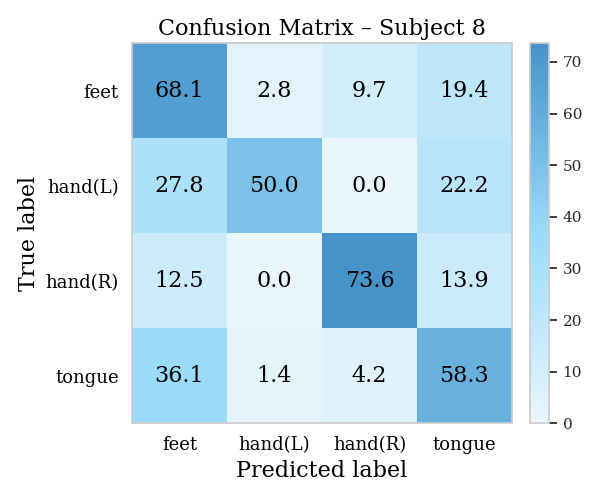 Confusion Matrix – Subject 8
feet 68.1 2.8 9.7 19.4
hand(L) 27.8 50.0 0.0 22.2
hand(R) 12.5 0.0 73.6 13.9
tongue 36.1 1.4 4.2 58.3
feet hand(L) hand(R) tongue
Predicted label
True label
70
60
50
40
30
20
10
0